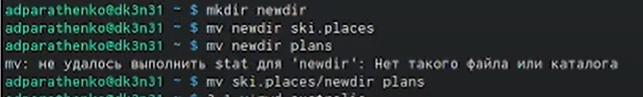 adparathenko@dk3n31 ~ $ mkdir newdir
adparathenko@dk3n31 ~ $ mv newdir ski.places
adparathenko@dk3n31 ~ $ mv newdir plans
mv: не удалось выполнить stat для 'newdir': Нет такого файла или каталога
adparathenko@dk3n31 ~ $ mv ski.places/newdir plans